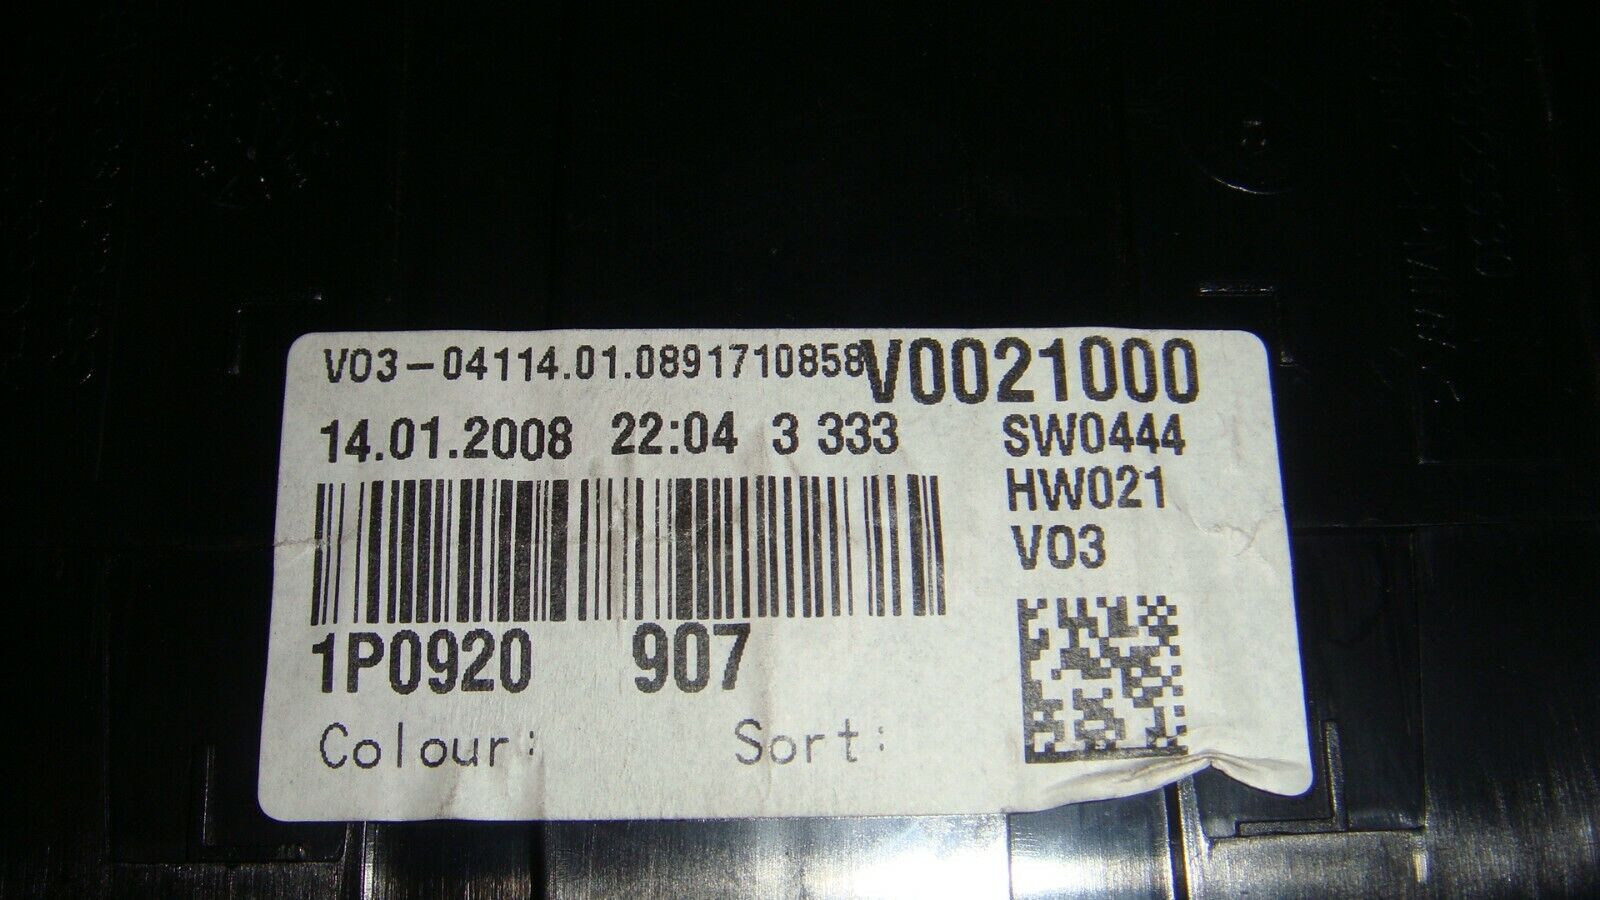 V03-04114.01.0891710858 V0021000
14.01.2008 22:04 3 333 SW0444
HW021
V03
1P0920 907
Colour: Sort: